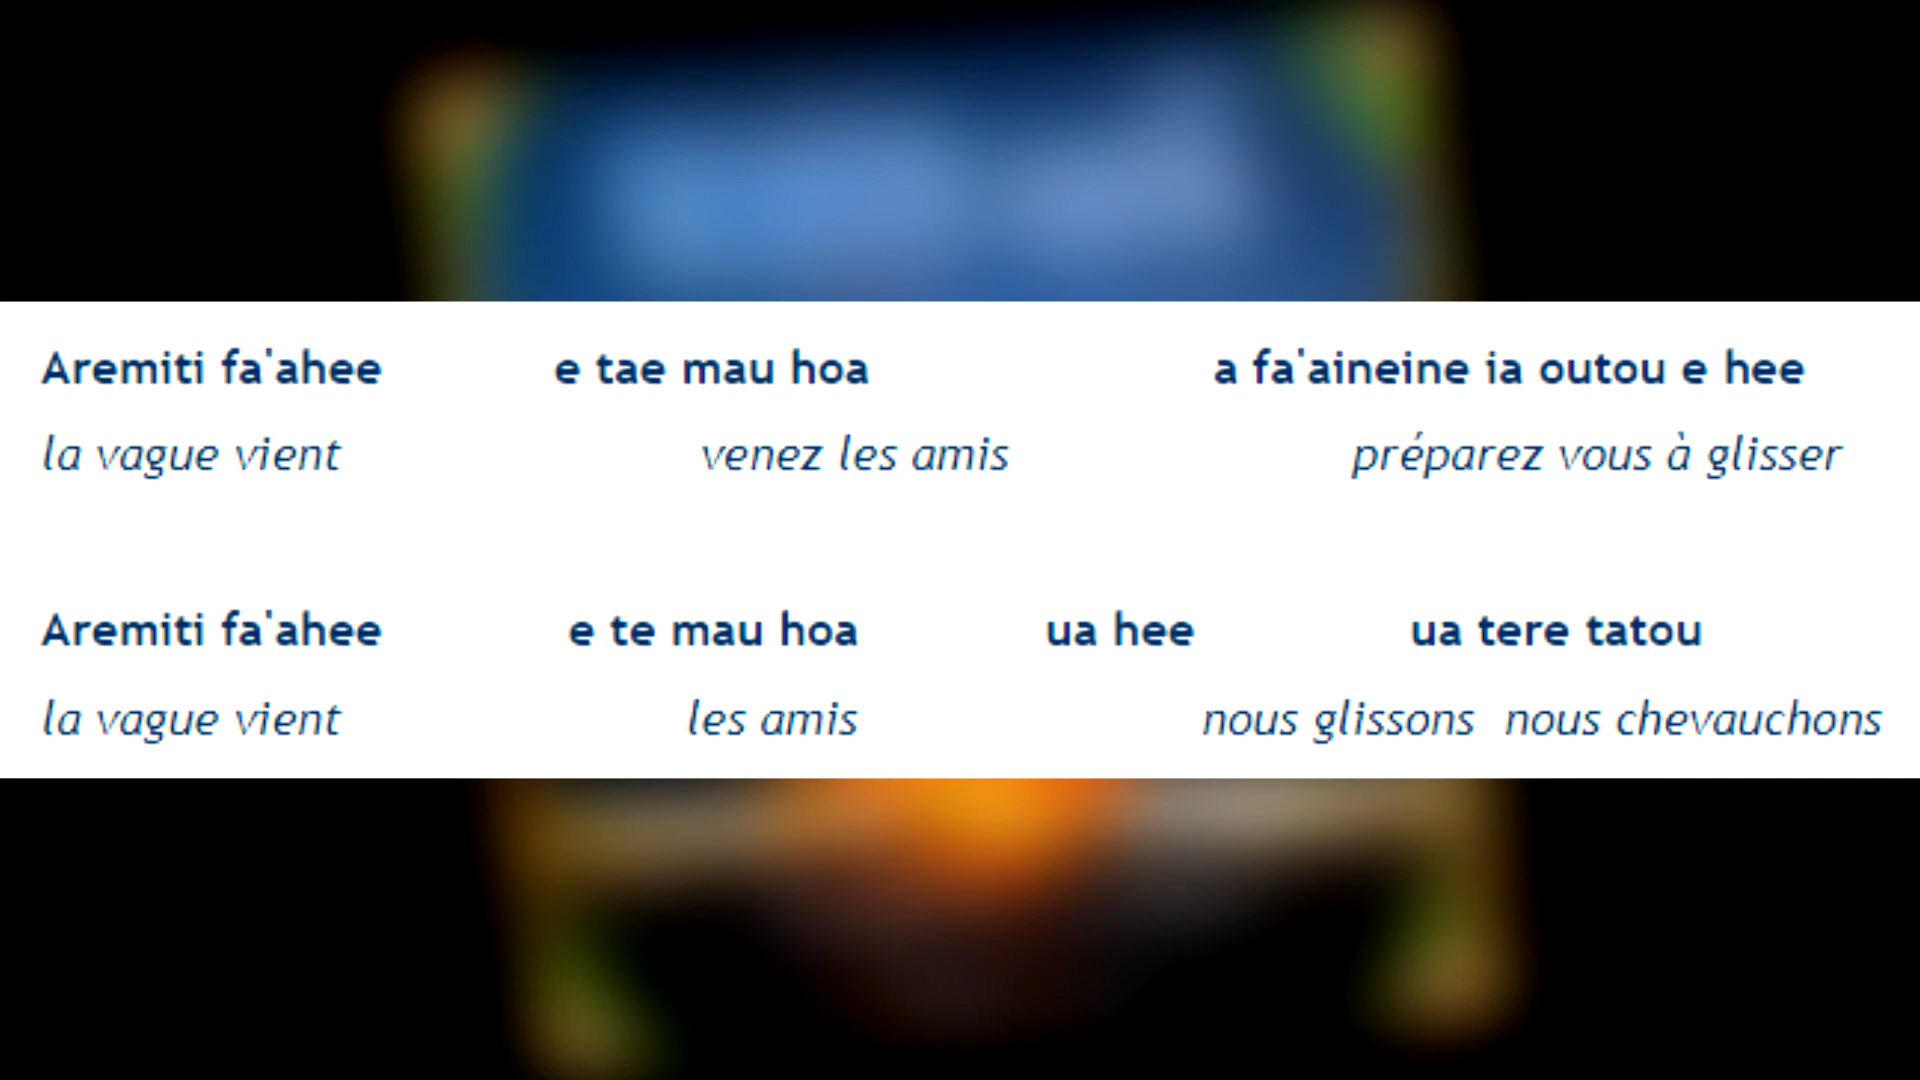 Aremiti fa'ahee e tae mau hoa a fa'aineine ia outou e hee
la vague vient venez les amis préparez vous à glisser
Aremiti fa'ahee e te mau hoa ua hee ua tere tatou
la vague vient les amis nous glissons nous chevauchons